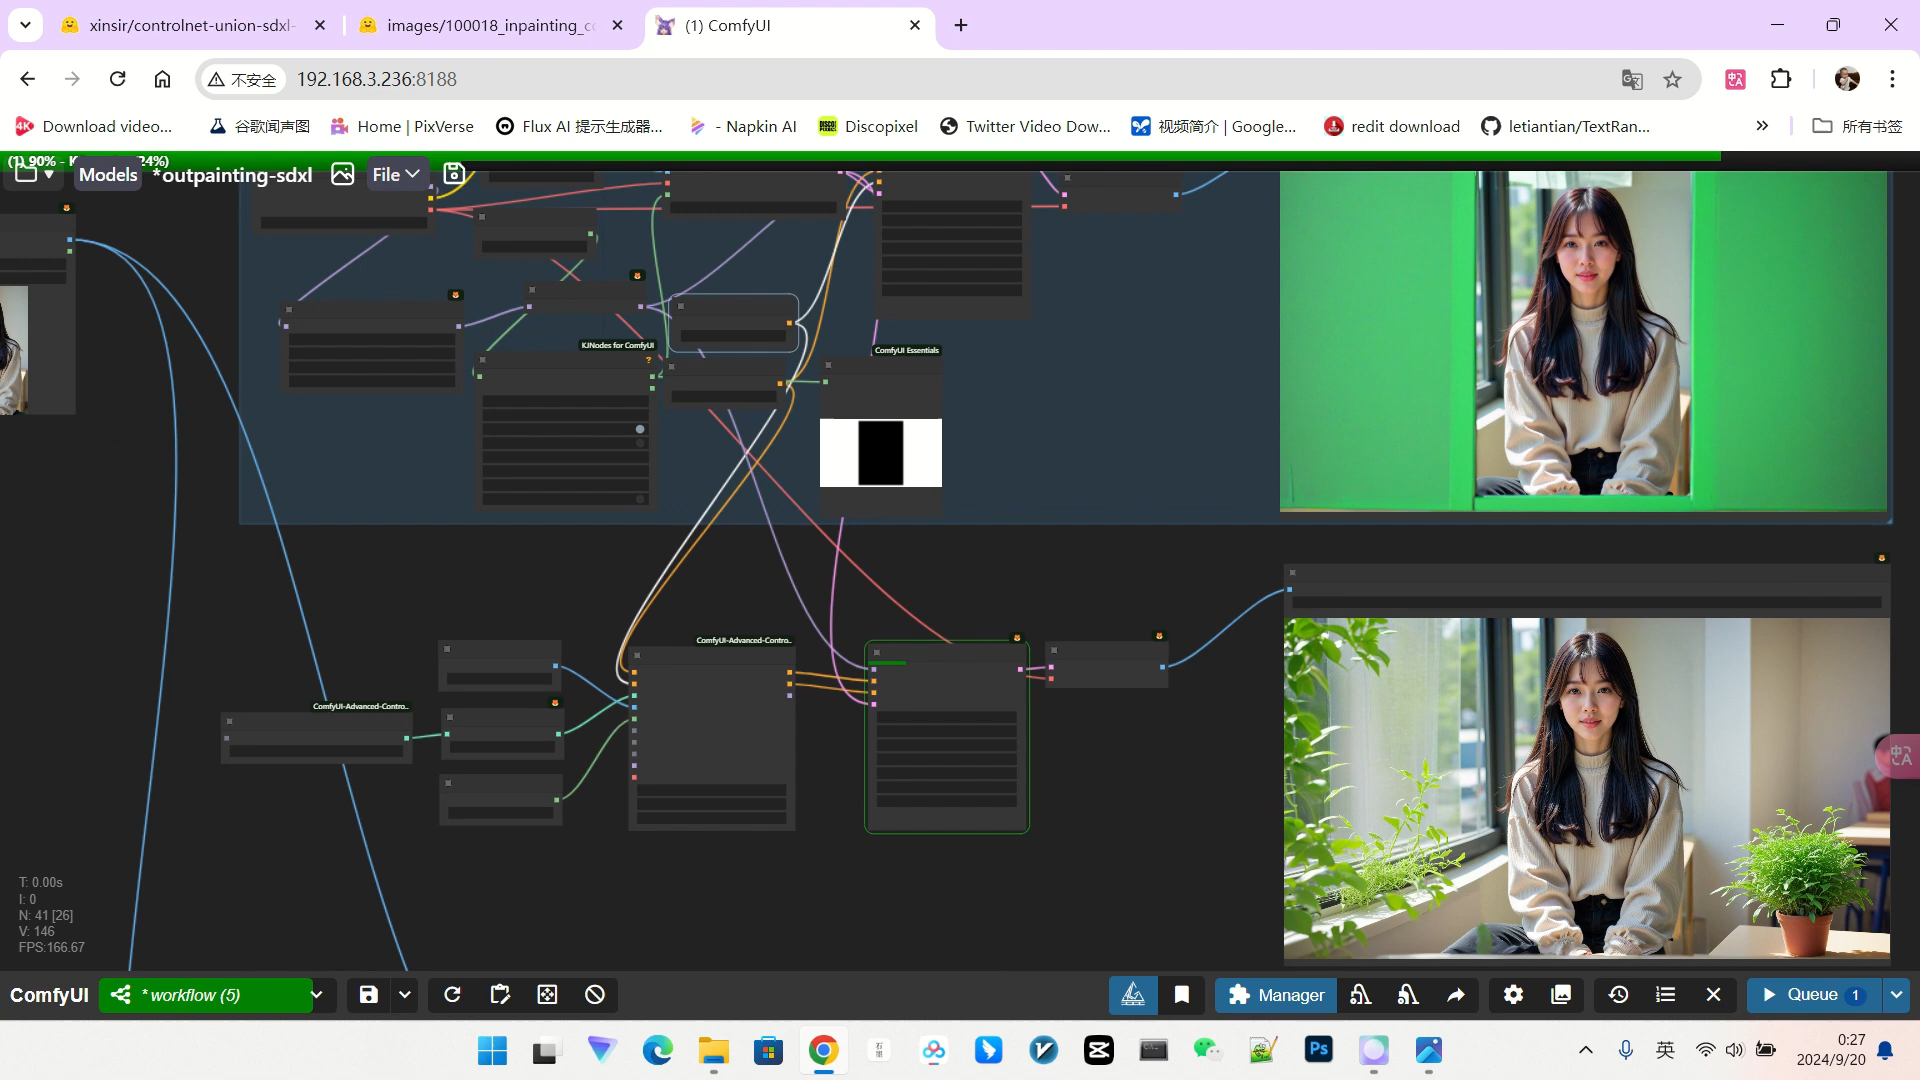 xinsir/controlnet-union-sdxl-
images/100018_inpainting_co
(1) ComfyUI
不安全
192.168.3.236:8188
Download video...
谷歌闻声图
Home | PixVerse
Flux AI 提示生成器...
- Napkin AI
Discopixel
Twitter Video Dow...
视频简介 | Google...
redit download
letiantian/TextRan...
所有书签
(1) 90% - K
24%)
Models
*outpainting-sdxl
File
KJNodes for ComfyUI
ComfyUI Essentials
ComfyUI-Advanced-Contro..
ComfyUI-Advanced-Contro..
T: 0.00s
I: 0
N: 41 [26]
V: 146
FPS:166.67
ComfyUI
* workflow (5)
Manager
Queue 1
英
0:27
2024/9/20